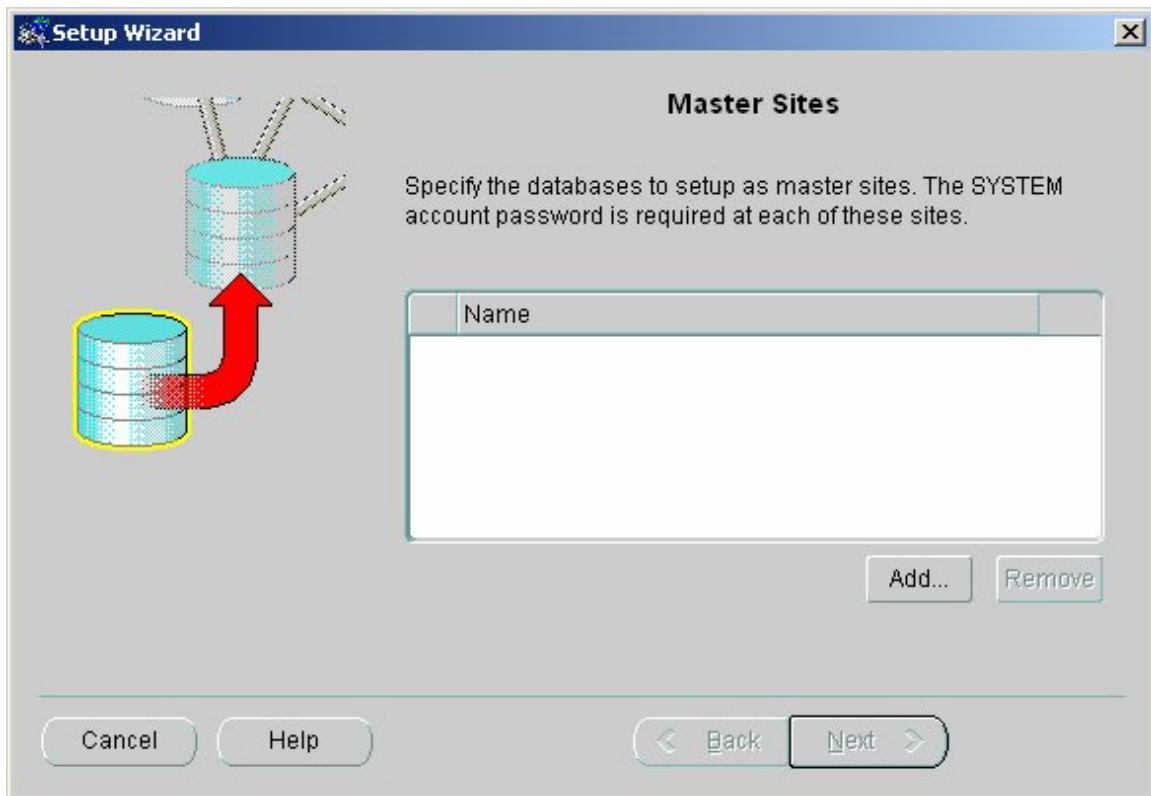 Setup Wizard
Master Sites
Specify the databases to setup as master sites. The SYSTEM
account password is required at each of these sites.
Name
Add...
Remove
Cancel
Help
Back
Next